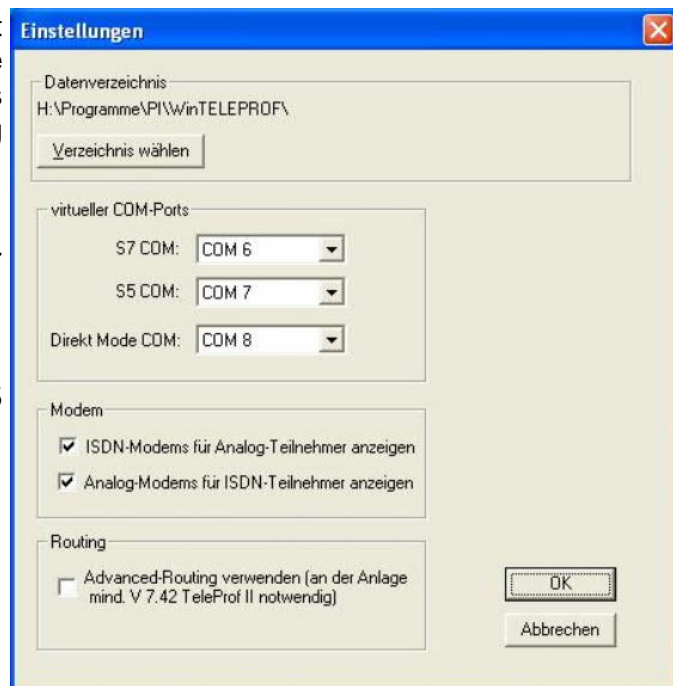 Einstellungen
Datenverzeichnis
H:\Programme\PI\WinTELEPROF\
Verzeichnis wählen
virtueller COM-Ports
S7 COM: COM 6
S5 COM: COM 7
Direkt Mode COM: COM 8
Modem
ISDN-Modems für Analog-Teilnehmer anzeigen
Analog-Modems für ISDN-Teilnehmer anzeigen
Routing
Advanced-Routing verwenden (an der Anlage
mind. V 7.42 TeleProf II notwendig)
OK
Abbrechen